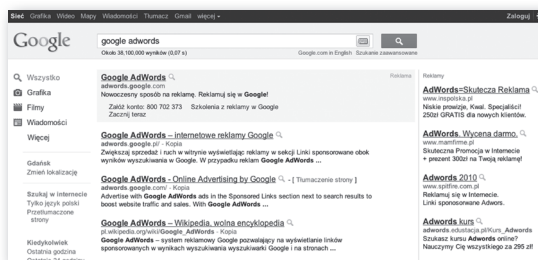 Sieć Grafika Wideo Mapy Wiadomości Tłumacz Gmail więcej
Zaloguj
Google
google adwords
Około 38,100,000 wyników (0,07 s)
Google.com in English Szukanie zaawansowane
Wszystko
Grafika
Filmy
Wiadomości
Więcej
Gdańsk
Zmień lokalizację
Szukaj w internecie
Tylko język polski
Przetłumaczone
strony
Kiedykolwiek
Ostatnia godzina
Google AdWords
Reklama
adwords.google.com
Nowoczesny sposób na reklamę. Reklamuj się w Google!
Załóż konto: 800 702 373 Szkolenia z reklamy w Google
Zacznij teraz
Google AdWords – internetowe reklamy Google
adwords.google.pl/ - Kopia
Zwiększaj sprzedaż i ruch w witrynie wyświetlając reklamy w sekcji Linki sponsorowane obok
wyników wyszukiwania w Google. W przypadku reklam Google AdWords ...
Google AdWords - Online Advertising by Google - [ Tłumaczenie strony ]
adwords.google.com/ - Kopia
Advertise with Google AdWords ads in the Sponsored Links section next to search results to
boost website traffic and sales. With Google AdWords ...
Google AdWords – Wikipedia, wolna encyklopedia
pl.wikipedia.org/wiki/Google_AdWords - Kopia
Google AdWords – system reklamowy Google pozwalający na wyświetlanie linków
sponsorowanych w wynikach wyszukiwania wyszukiwarki Google i na stronach ...
Reklamy
AdWords=Skuteczna Reklama
www.inspolska.pl
Niskie prowizje, Kwal. Specjaliści!
250zł GRATIS dla nowych klientów.
AdWords. Wycena darmo.
www.mamfirme.pl
Skuteczna Promocja w Internecie
+ prezent 300zł na Twoją reklamę!
Adwords 2010
www.spitfire.com.pl
Reklamuj się w Internecie.
Linki sponsorowane Adwors.
Adwords kurs
adwords.edustacja.pl/Kurs_Adwords
Szukasz kursu Adwords online?
Nauczymy Cię wszystkiego za 295 zł!